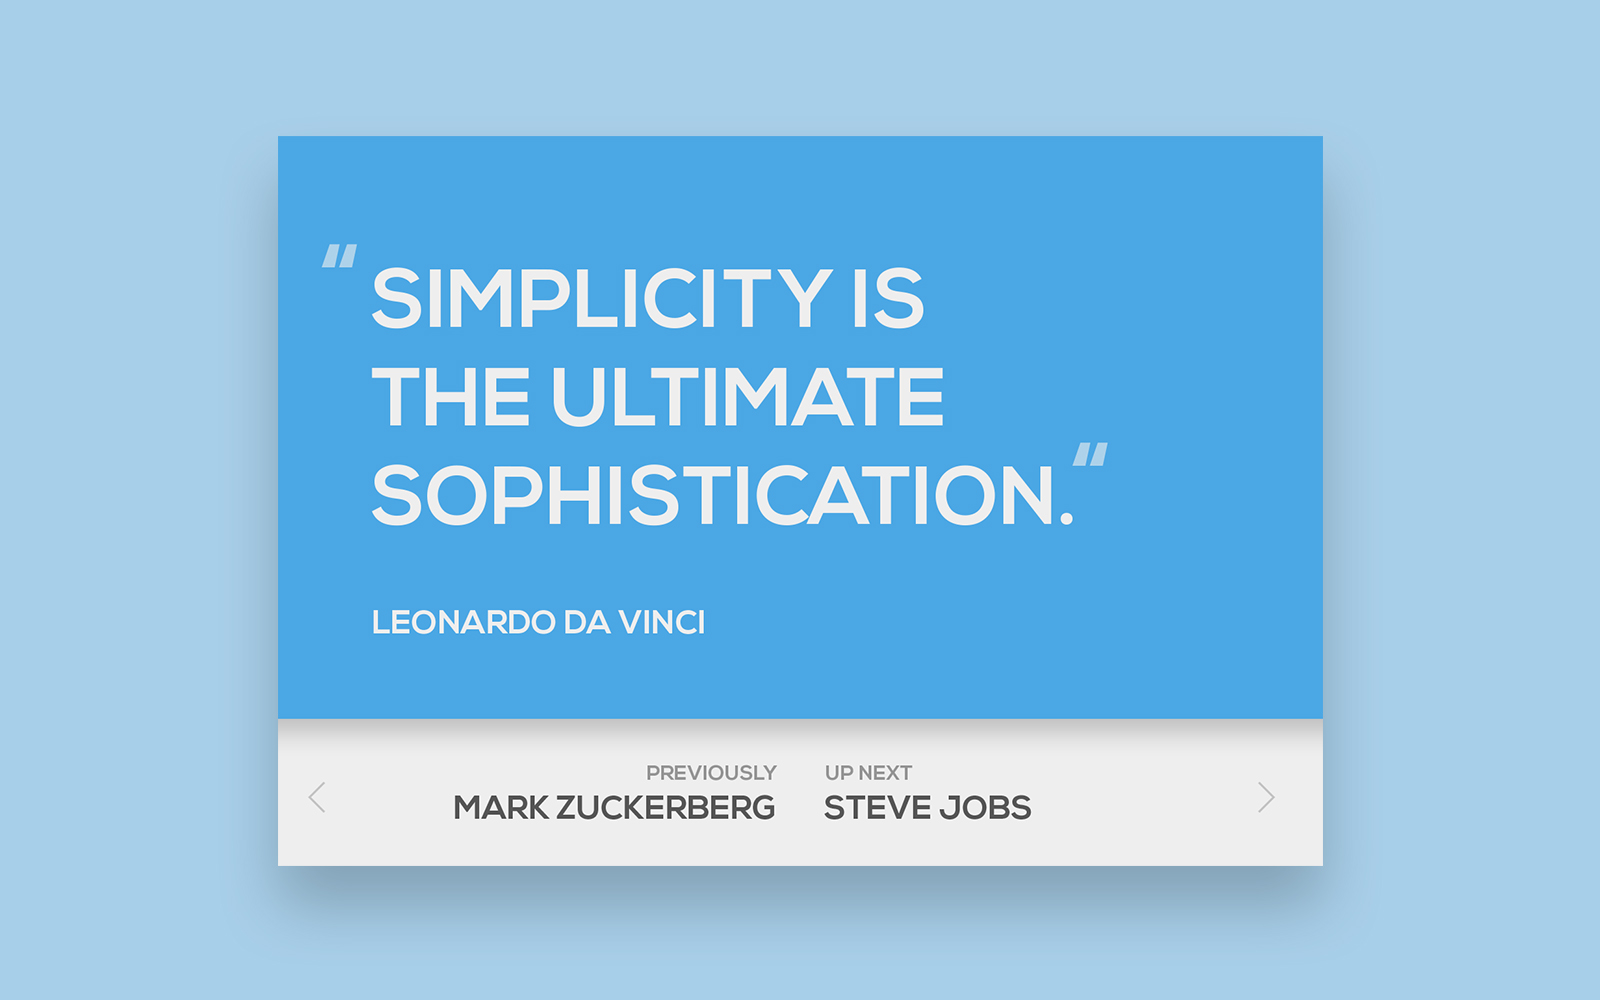 "SIMPLICITY IS
THE ULTIMATE
SOPHISTICATION."
LEONARDO DA VINCI
PREVIOUSLY
MARK ZUCKERBERG
UP NEXT
STEVE JOBS